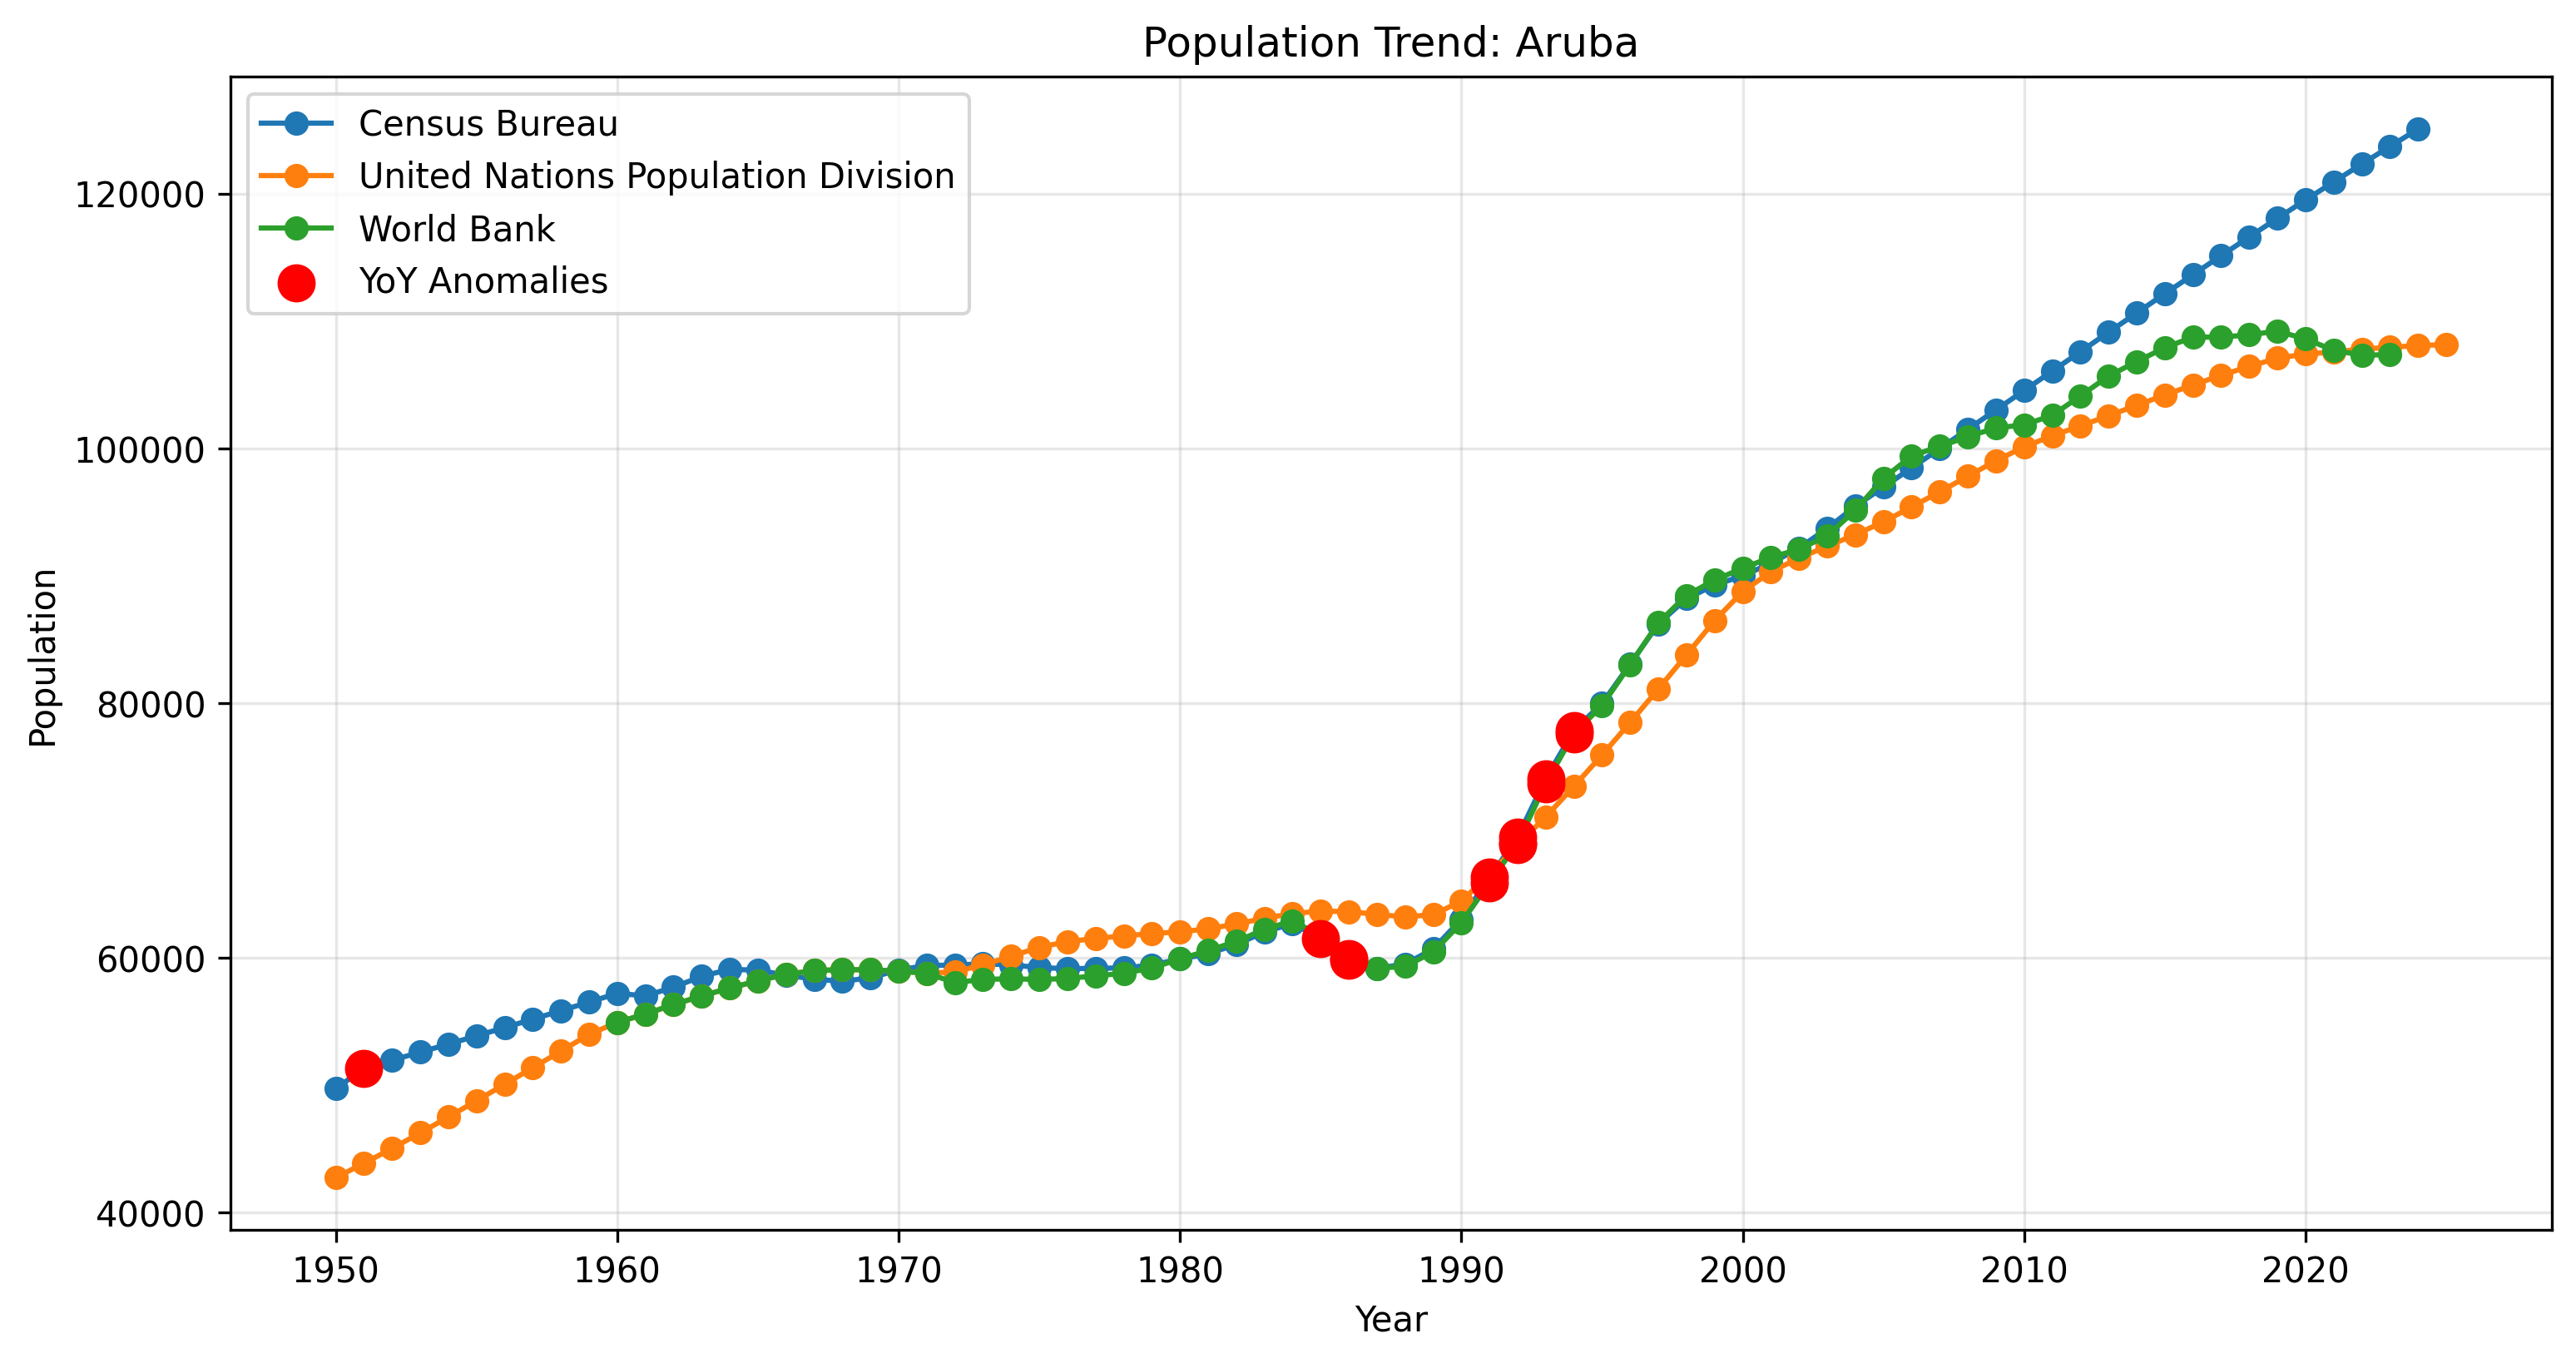 Population Trend: Aruba
Census Bureau
United Nations Population Division
World Bank
YoY Anomalies
120000
100000
80000
60000
40000
Population
1950 1960 1970 1980 1990 2000 2010 2020
Year